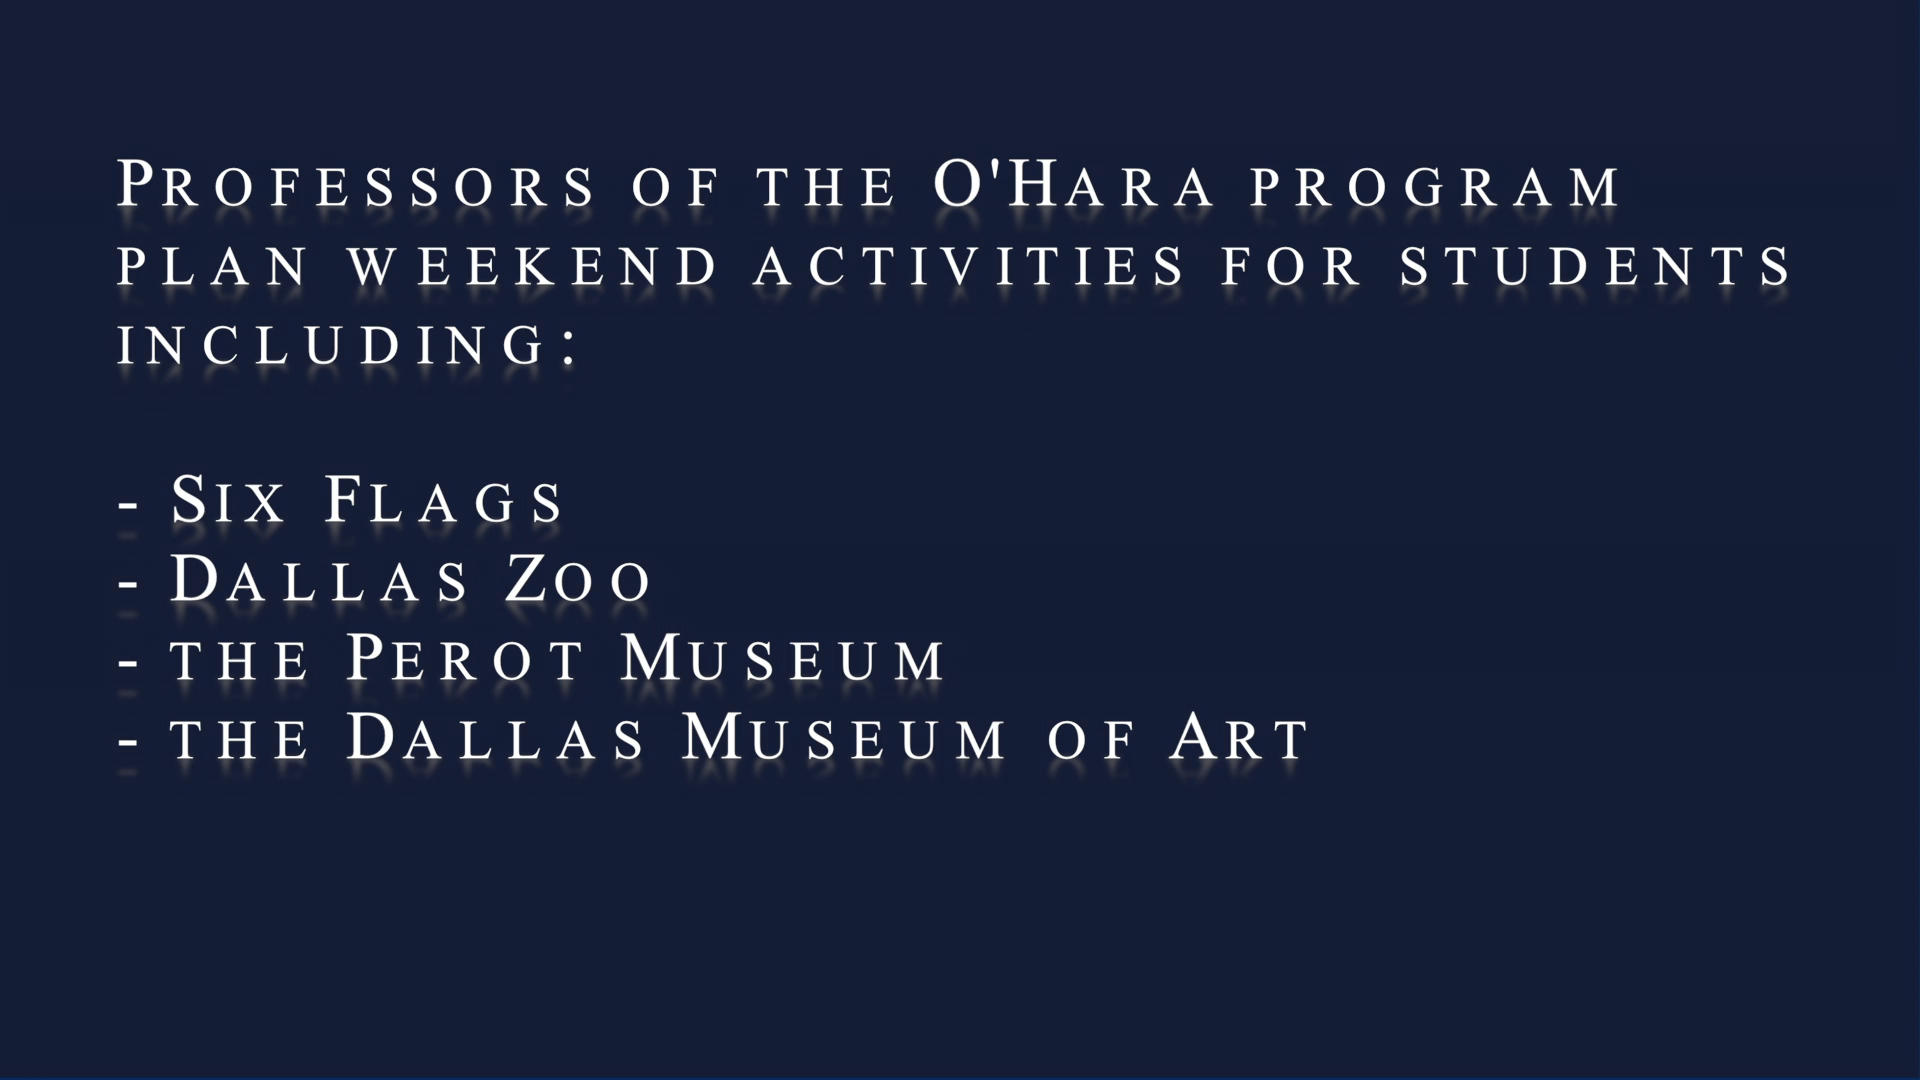 Professors of the O'Hara program
plan weekend activities for students
including:
- Six Flags
- Dallas Zoo
- the Perot Museum
- the Dallas Museum of Art